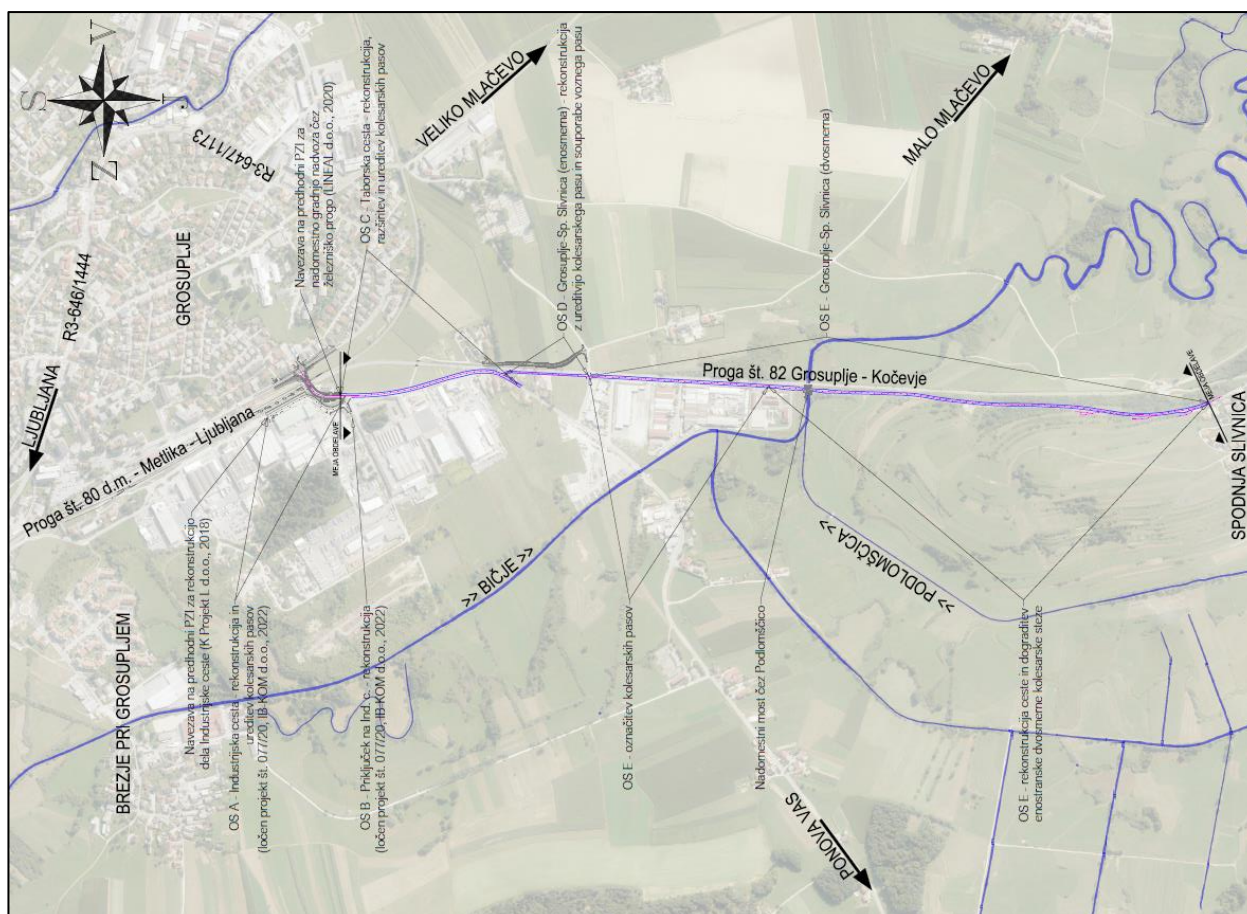 S
V
Z
J
LJUBLJANA
R3-646/1444
GROSUPLJE
R3-647/1173
Navezava na predhodni PZI za
nadomestno gradnjo nadvoza čez
železniško progo (LINEAL d.o.o., 2020)
OS C - Taborska cesta - rekonstrukcija,
razširitev in ureditev kolesarskih pasov
VELIKO MLAČEVO
OS D - Grosuplje-Sp. Slivnica (enosmerna) - rekonstrukcija
z ureditvijo kolesarskega pasu in souporabe voznega pasu
MALO MLAČEVO
OS E - Grosuplje-Sp. Slivnica (dvosmerna)
Proga št. 80 d.m. - Metlika - Ljubljana
MEJA OBDELAVE
Proga št. 82 Grosuplje - Kočevje
MEJA OBDELAVE
SPODNJA SLIVNICA
BREZJE PRI GROSUPLJEM
Navezava na predhodni PZI za rekonstrukcijo
dela Industrijske ceste (K Projekt L d.o.o., 2018)
OS A - Industrijska cesta - rekonstrukcija in
ureditev kolesarskih pasov
(ločen projekt št. 077/20, IB-KOM d.o.o., 2022)
OS B - Priključek na Ind. c. - rekonstrukcija
(ločen projekt št. 077/20, IB-KOM d.o.o., 2022)
>> BIČJE >>
OS E - označitev kolesarskih pasov
Nadomestni most čez Podlomščico
<< PODLOMŠČICA <<
PONOVA VAS
OS E - rekonstrukcija ceste in dograditev
enostranske dvosmerne kolesarske steze